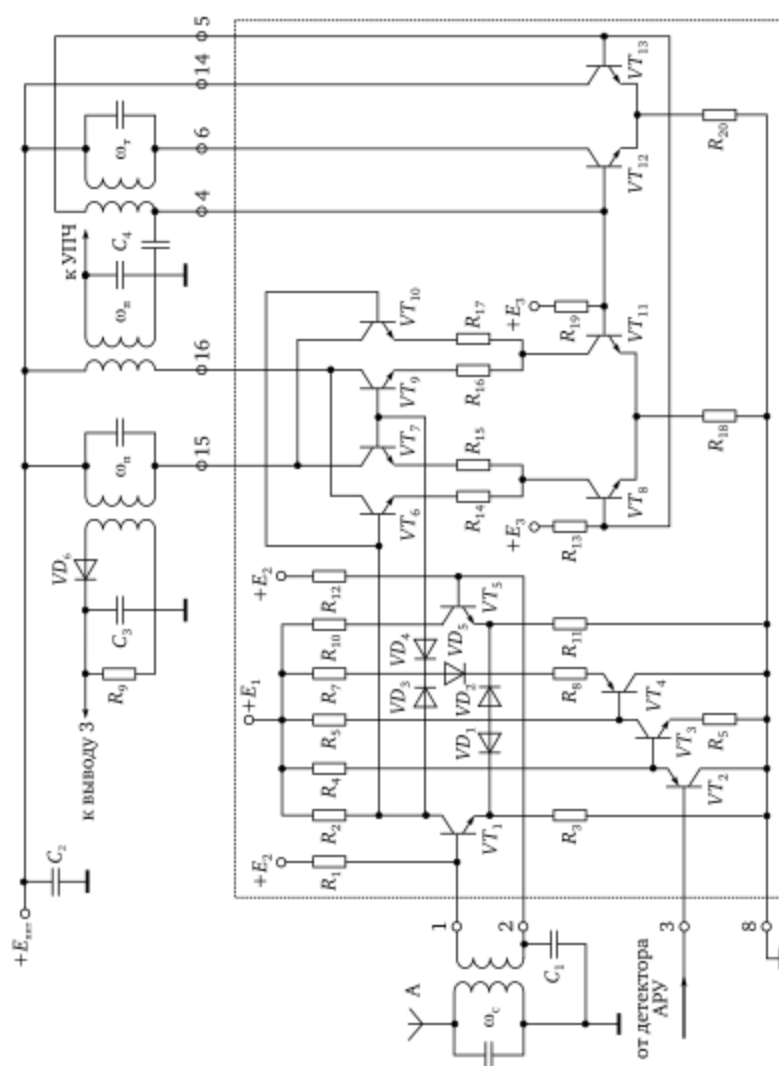 +Eпит
C2
VD6
к выводу 3
R9
C3
ωп
ωп
C4
к УПЧ
ωт
15
16
4
6
14
5
+E1
+E2
+E2
R1
R2
R4
R5
R7
R10
R12
VD3
VD4
VT6
VT7
VT9
VT10
A
1
VD1
VD2
VD5
VT1
VT5
R14
R15
R16
R17
ωс
2
+E3
+E3
C1
R3
R8
R11
R13
R19
VT8
VT11
VT12
VT13
VT4
от детектора
АРУ
3
VT3
VT2
R5
R18
R20
8